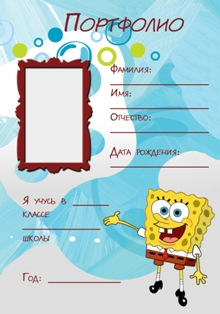 Портфолио
Фамилия:
Имя:
Отчество:
Дата рождения:
Я учусь в
классе
школы
Год: